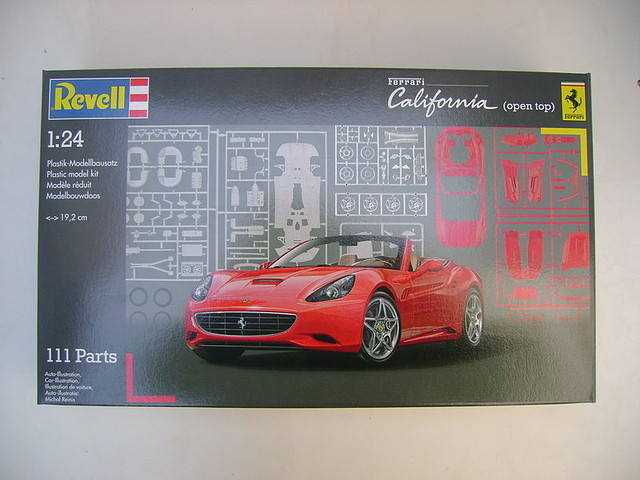 Revell
Ferrari
California (open top)
Ferrari
1:24
Plastik-Modellbausatz
Plastic model kit
Modèle réduit
Modelbouwdoos
<-> 19,2 cm
111 Parts
Auto-Illustration,
Car-Illustration,
Illustration de voiture,
Auto-illustratie:
Michal Reinis